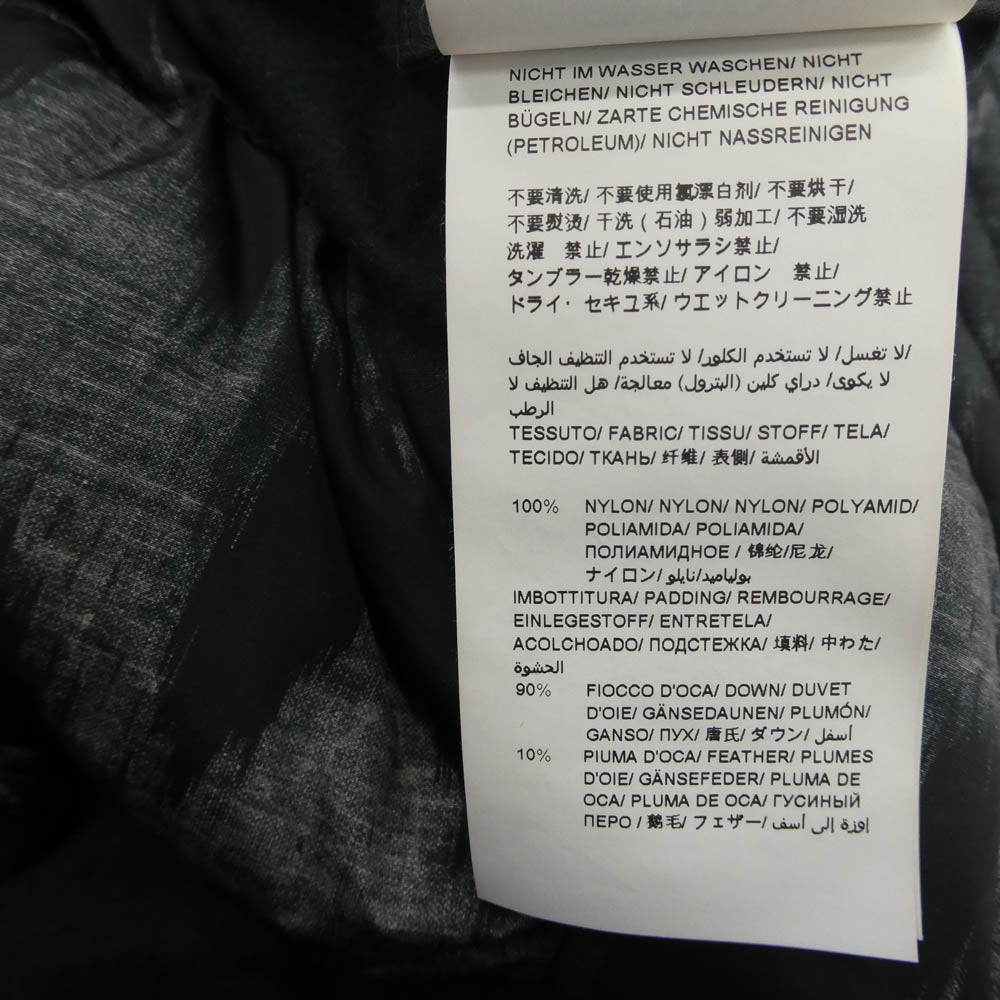 NICHT IM WASSER WASCHEN/ NICHT
BLEICHEN/ NICHT SCHLEUDERN/ NICHT
BÜGELN/ ZARTE CHEMISCHE REINIGUNG
(PETROLEUM)/ NICHT NASSREINIGEN
不要清洗/ 不要使用氯漂白剂/ 不要烘干/
不要熨烫/ 干洗（石油）弱加工/ 不要湿洗
洗濯　禁止/ エンソサラシ禁止/
タンブラー乾燥禁止/ アイロン　禁止/
ドライ・セキユ系/ ウエットクリーニング禁止
لا تغسل/ لا تستخدم الكلور/ لا تستخدم التنظيف الجاف/
لا يكوى/ دراي كلين (البترول) معالجة/ هل التنظيف لا
الرطب
TESSUTO/ FABRIC/ TISSU/ STOFF/ TELA/
TECIDO/ ТКАНЬ/ 纤维/ 表側/ الأقمشة
100% NYLON/ NYLON/ NYLON/ POLYAMID/
POLIAMIDA/ POLIAMIDA/
ПОЛИАМИДНОЕ / 锦纶/尼龙/
ナイロン/ بولياميد/نايلو
IMBOTTITURA/ PADDING/ REMBOURRAGE/
EINLEGESTOFF/ ENTRETELA/
ACOLCHOADO/ ПОДСТЕЖКА/ 填料/ 中わた/
الحشوة
90% FIOCCO D'OCA/ DOWN/ DUVET
D'OIE/ GÄNSEDAUNEN/ PLUMÓN/
GANSO/ ПУХ/ 唐氏/ ダウン/ أسفل
10% PIUMA D'OCA/ FEATHER/ PLUMES
D'OIE/ GÄNSEFEDER/ PLUMA DE
OCA/ PLUMA DE OCA/ ГУСИНЫЙ
ПЕРО / 鹅毛/ フェザー/ إوزة إلى أسف